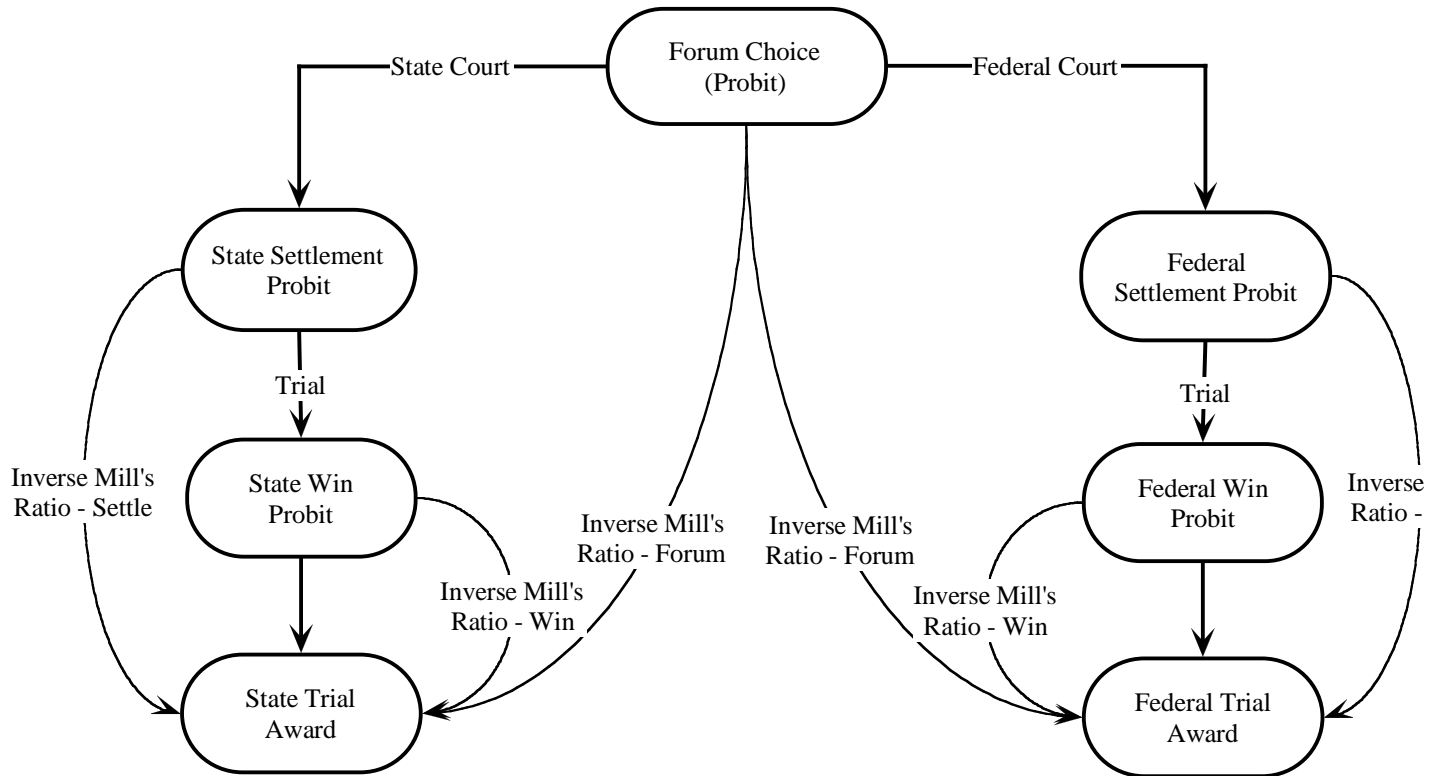 Forum Choice
(Probit)
State Court
Federal Court
State Settlement
Probit
Federal
Settlement Probit
Trial
Trial
Inverse Mill's
Ratio - Settle
State Win
Probit
Inverse Mill's
Ratio - Forum
Inverse Mill's
Ratio - Forum
Federal Win
Probit
Inverse
Ratio -
Inverse Mill's
Ratio - Win
Inverse Mill's
Ratio - Win
State Trial
Award
Federal Trial
Award